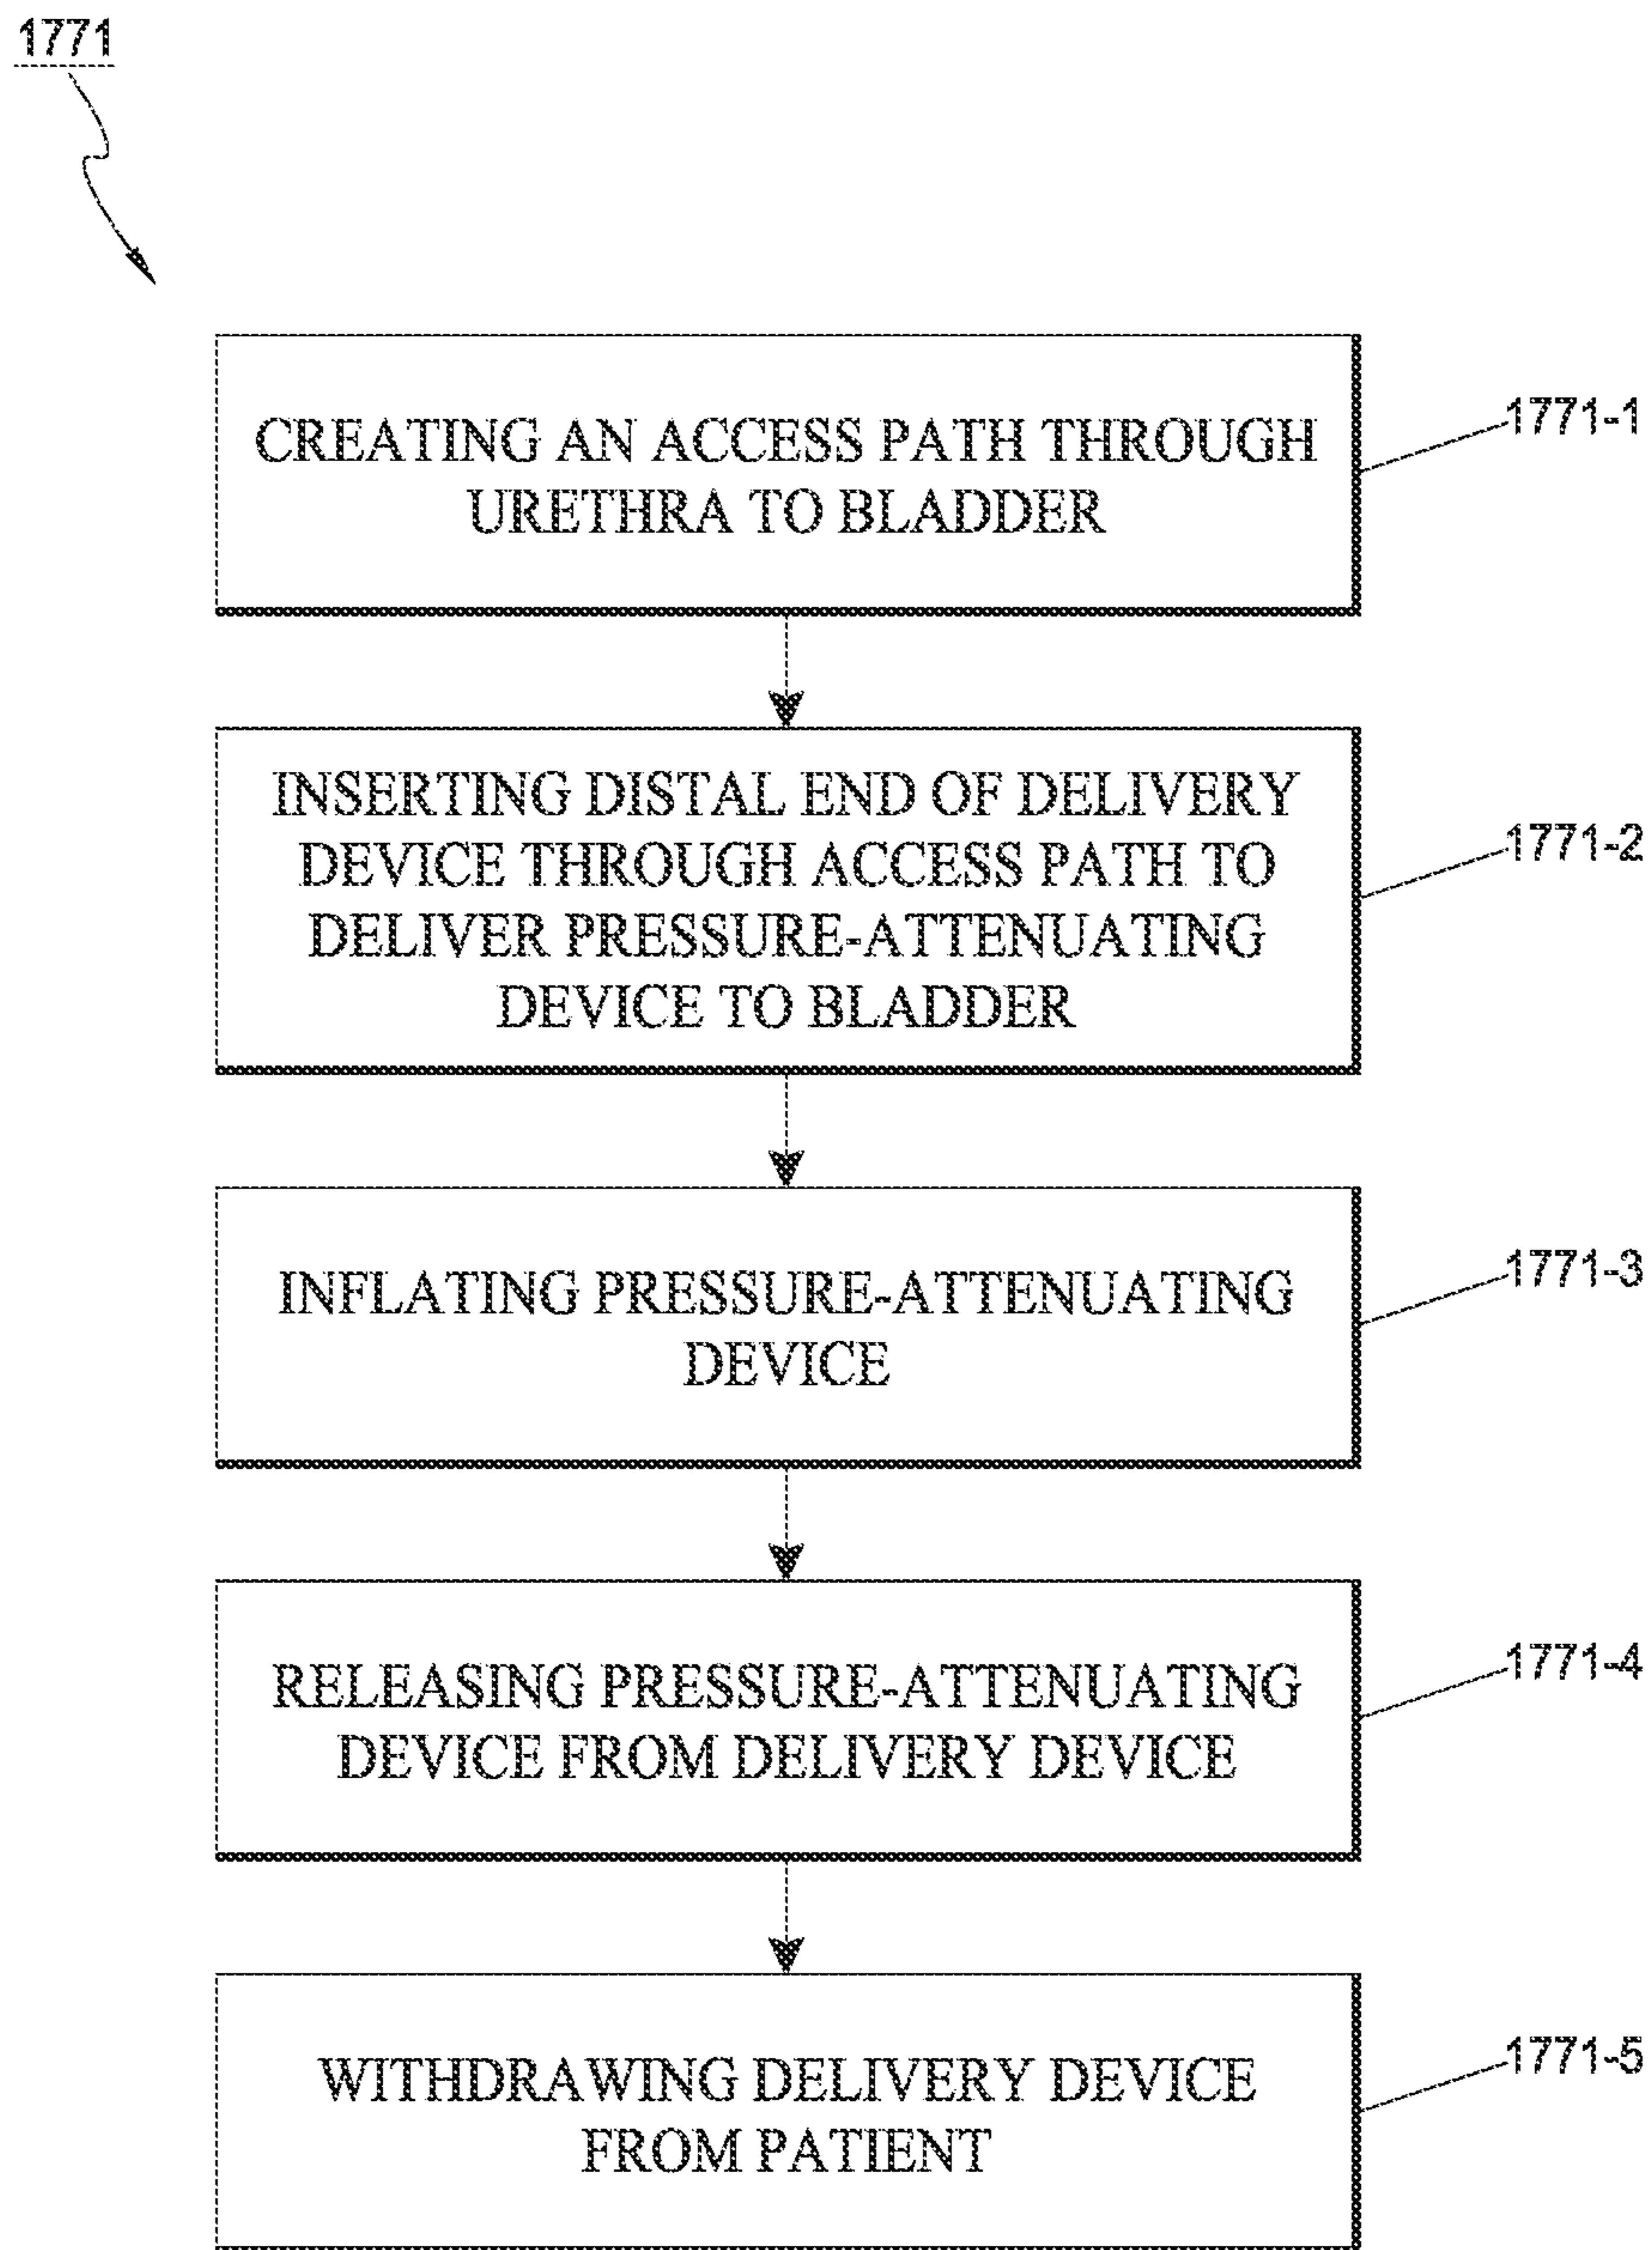 1771
CREATING AN ACCESS PATH THROUGH
URETHRA TO BLADDER
1771-1
INSERTING DISTAL END OF DELIVERY
DEVICE THROUGH ACCESS PATH TO
DELIVER PRESSURE-ATTENUATING
DEVICE TO BLADDER
1771-2
INFLATING PRESSURE-ATTENUATING
DEVICE
1771-3
RELEASING PRESSURE-ATTENUATING
DEVICE FROM DELIVERY DEVICE
1771-4
WITHDRAWING DELIVERY DEVICE
FROM PATIENT
1771-5